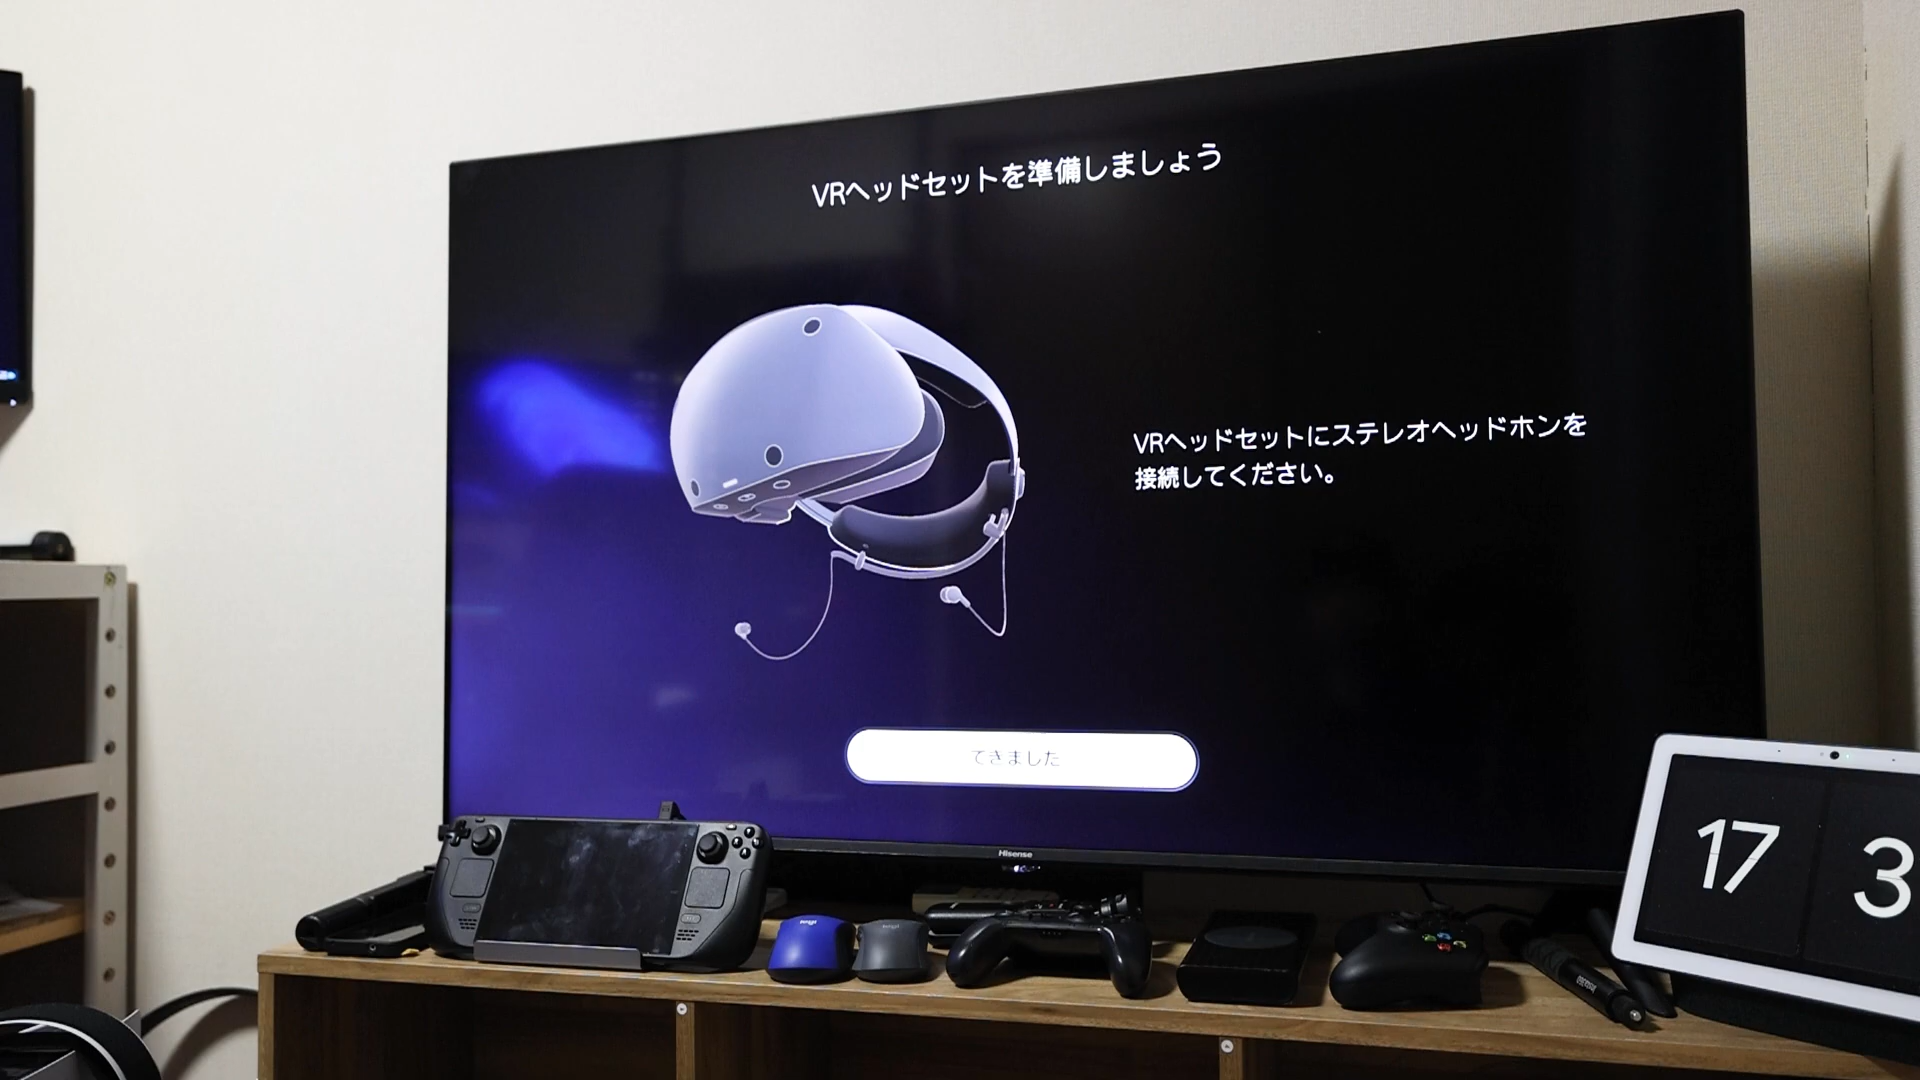 VRヘッドセットを準備しましょう
VRヘッドセットにステレオヘッドホンを
接続してください。
できました
Hisense
17
3